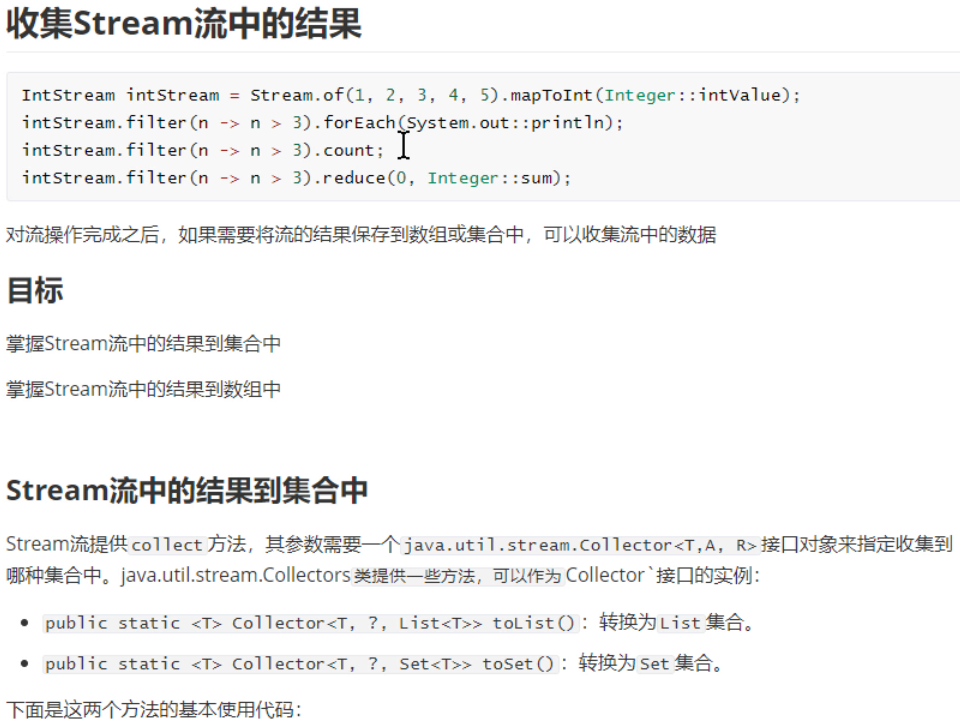 收集Stream流中的结果
IntStream intStream = Stream.of(1, 2, 3, 4, 5).mapToInt(Integer::intValue);
intStream.filter(n -> n > 3).forEach(System.out::println);
intStream.filter(n -> n > 3).count;
intStream.filter(n -> n > 3).reduce(0, Integer::sum);
对流操作完成之后，如果需要将流的结果保存到数组或集合中，可以收集流中的数据
目标
掌握Stream流中的结果到集合中
掌握Stream流中的结果到数组中
Stream流中的结果到集合中
Stream流提供collect方法，其参数需要一个java.util.stream.Collector<T,A, R>接口对象来指定收集到
哪种集合中。java.util.stream.Collectors类提供一些方法，可以作为Collector`接口的实例：
• public static <T> Collector<T, ?, List<T>> toList()：转换为List集合。
• public static <T> Collector<T, ?, Set<T>> toSet()：转换为Set集合。
下面是这两个方法的基本使用代码：